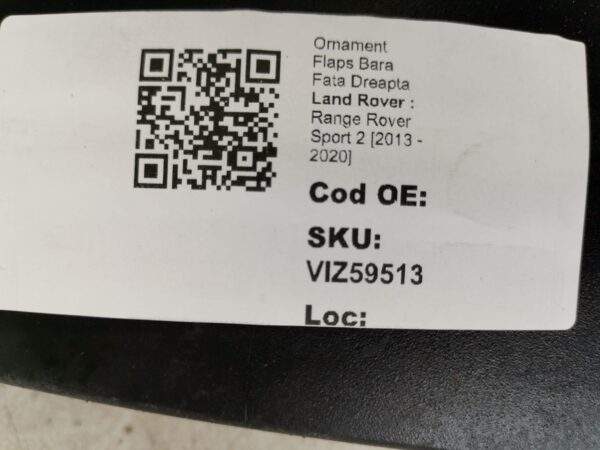 Ornament
Flaps Bara
Fata Dreapta
Land Rover :
Range Rover
Sport 2 [2013 -
2020]
Cod OE:
SKU:
VIZ59513
Loc: